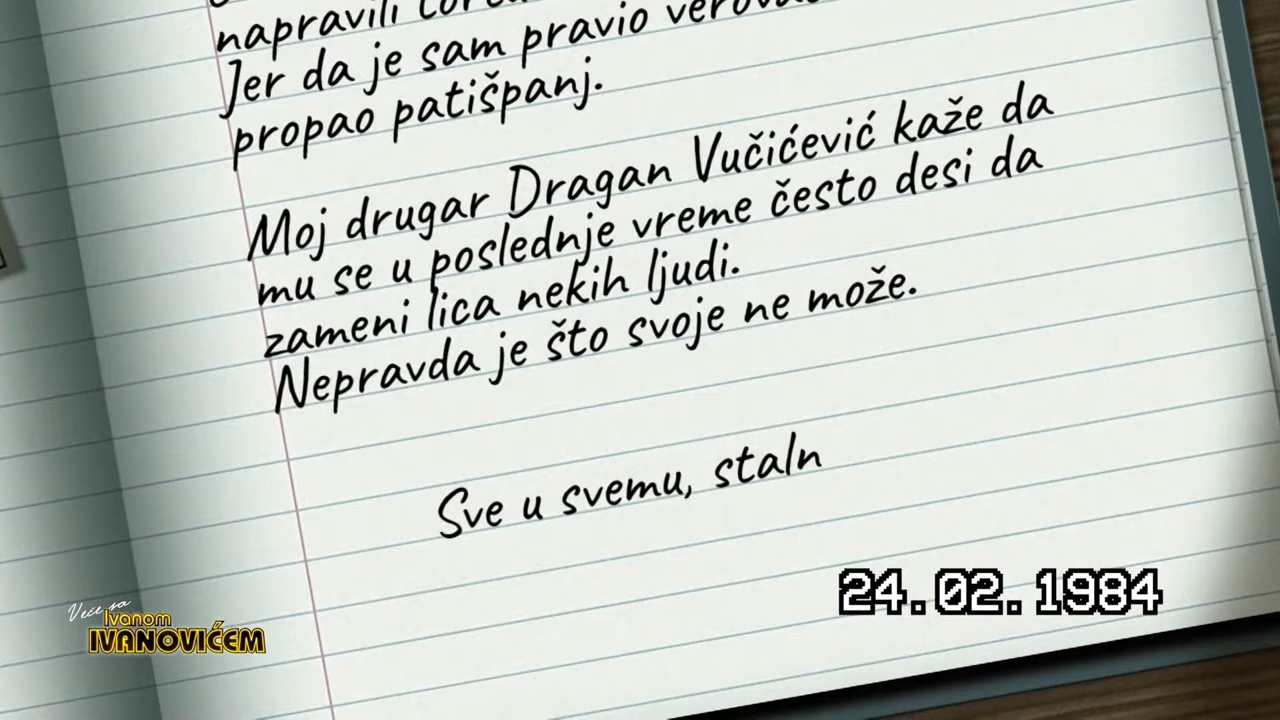 napravili
Jer da je sam pravio
propao patišpanj.
Moj drugar Dragan Vučićević kaže da
mu se u poslednje vreme često desi da
zameni lica nekih ljudi.
Nepravda je što svoje ne može.
Sve u svemu, staln
24.02.1984
Veče sa
Ivanom
IVANOVIĆEM